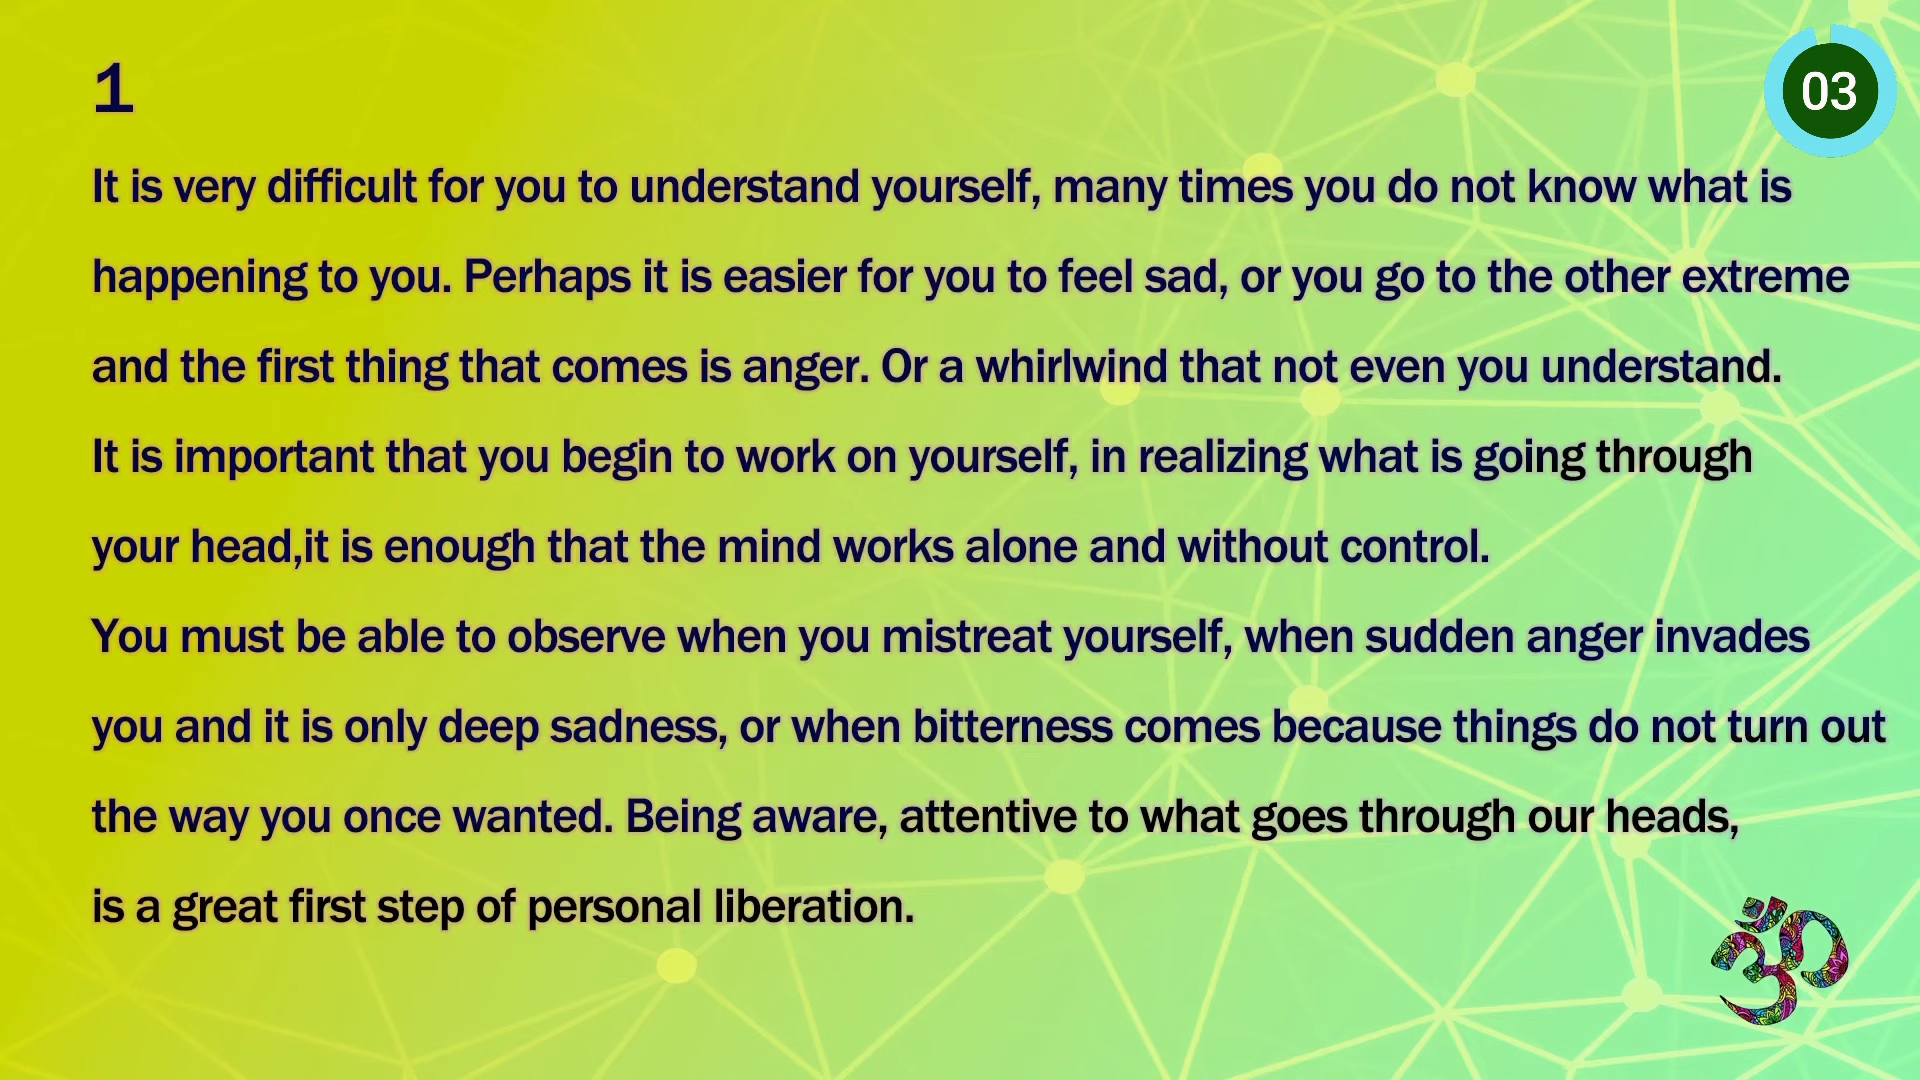 1
03
It is very difficult for you to understand yourself, many times you do not know what is
happening to you. Perhaps it is easier for you to feel sad, or you go to the other extreme
and the first thing that comes is anger. Or a whirlwind that not even you understand.
It is important that you begin to work on yourself, in realizing what is going through
your head,it is enough that the mind works alone and without control.
You must be able to observe when you mistreat yourself, when sudden anger invades
you and it is only deep sadness, or when bitterness comes because things do not turn out
the way you once wanted. Being aware, attentive to what goes through our heads,
is a great first step of personal liberation.
ॐ